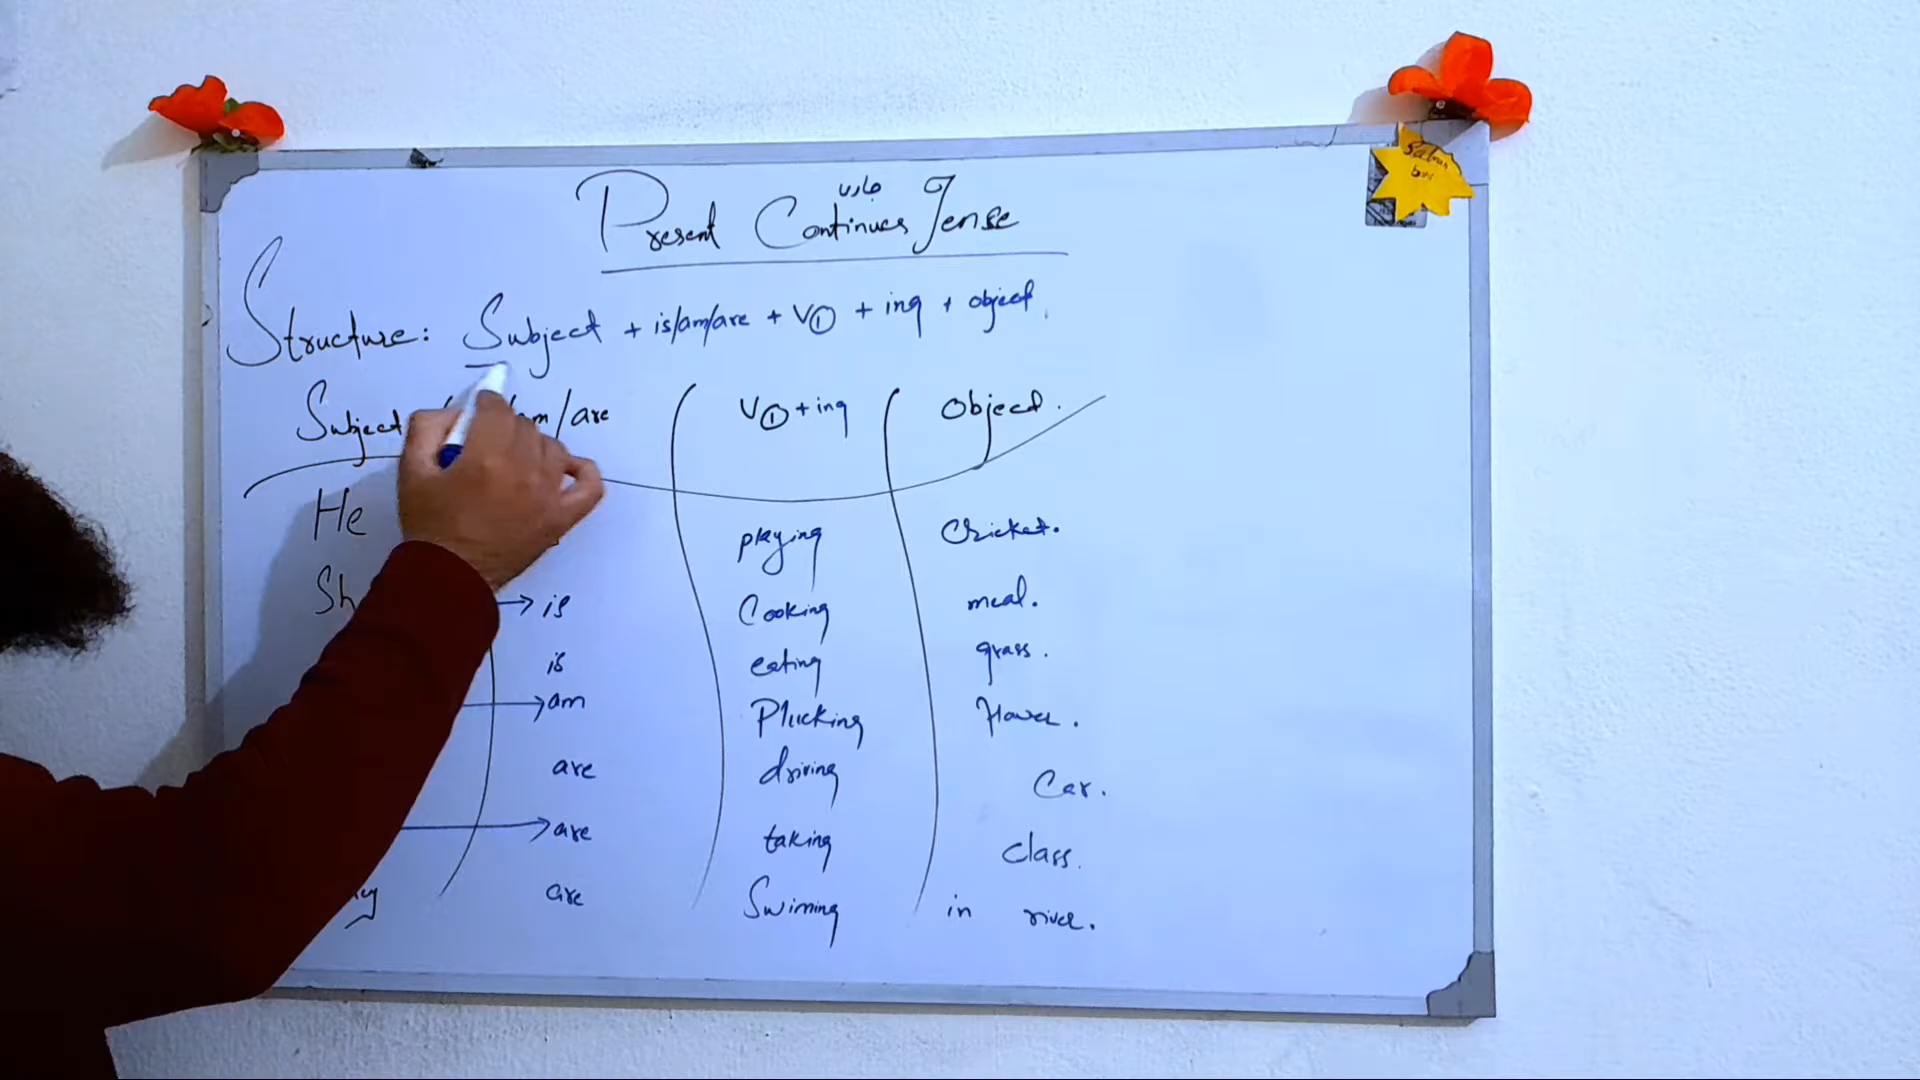 جاری
Present Continues Tense
Structure: Subject + is/am/are + V① + ing + object.
Subject am/are V① + ing Object.
He playing Cricket.
Sh is Cooking meal.
is eating grass.
am Plucking flower.
are driving Car.
are taking class.
are Swiming in river.